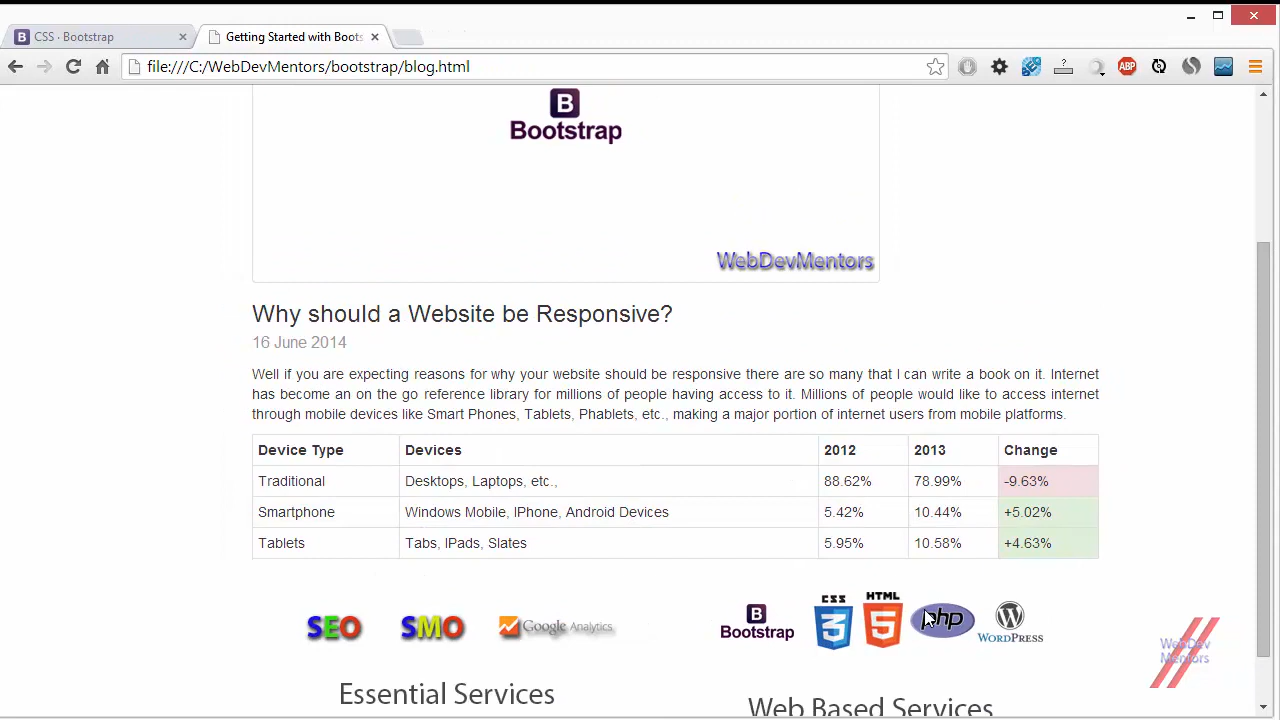 CSS · Bootstrap
Getting Started with Boots
file:///C:/WebDevMentors/bootstrap/blog.html
ABP
B
Bootstrap
WebDevMentors
Why should a Website be Responsive?
16 June 2014
Well if you are expecting reasons for why your website should be responsive there are so many that I can write a book on it. Internet
has become an on the go reference library for millions of people having access to it. Millions of people would like to access internet
through mobile devices like Smart Phones, Tablets, Phablets, etc., making a major portion of internet users from mobile platforms.
Device Type Devices 2012 2013 Change
Traditional Desktops, Laptops, etc., 88.62% 78.99% -9.63%
Smartphone Windows Mobile, IPhone, Android Devices 5.42% 10.44% +5.02%
Tablets Tabs, IPads, Slates 5.95% 10.58% +4.63%
SEO SMO Google Analytics
B
Bootstrap
CSS
3
HTML
5
php
W
WORDPRESS
WebDev
Mentors
Essential Services
Web Based Services